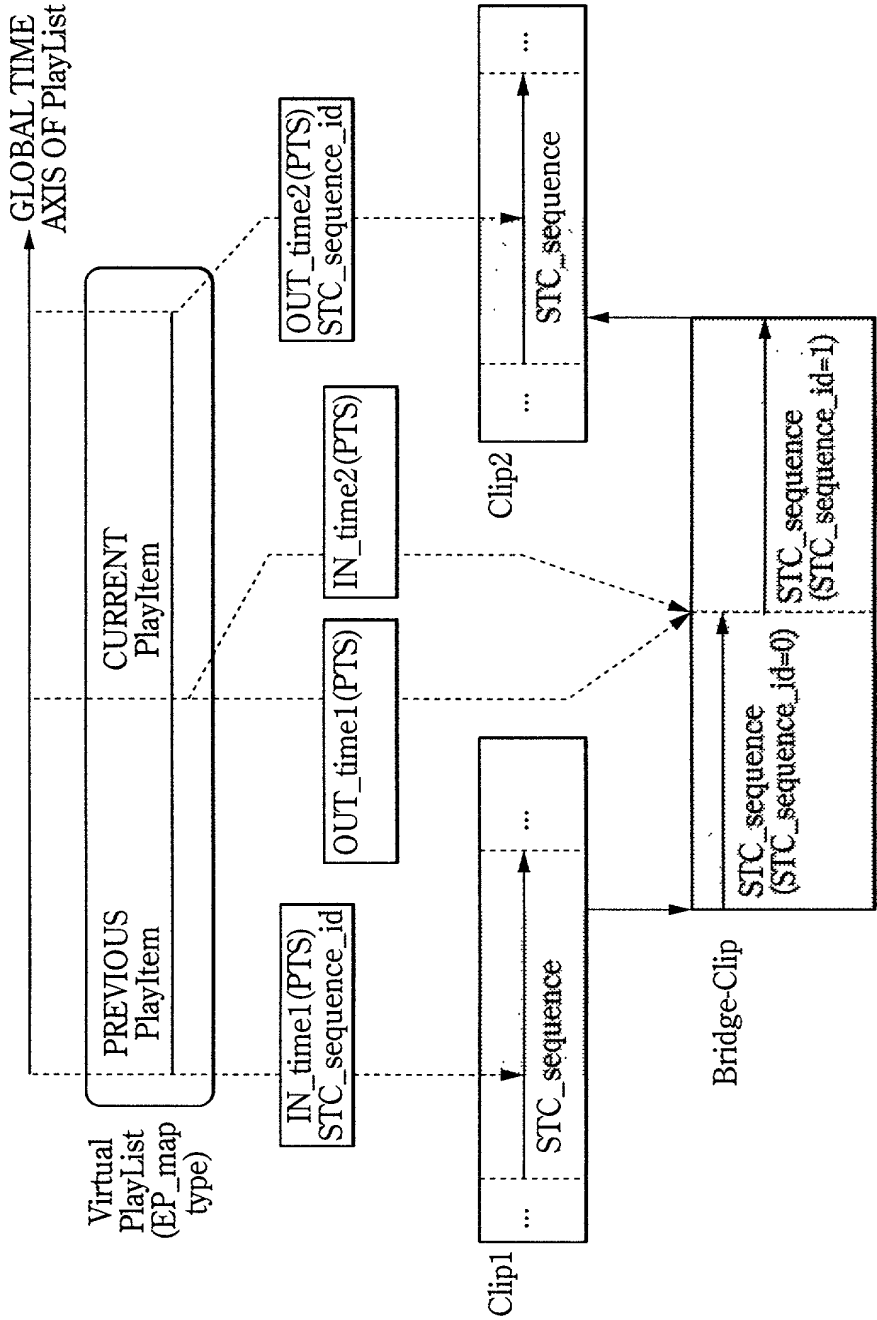 GLOBAL TIME
AXIS OF PlayList
Virtual
PlayList
(EP_map
type)
PREVIOUS
PlayItem
CURRENT
PlayItem
IN_time1(PTS)
STC_sequence_id
OUT_time1(PTS)
IN_time2(PTS)
OUT_time2(PTS)
STC_sequence_id
Clip1
...
STC_sequence
...
Clip2
...
STC_sequence
...
Bridge-Clip
STC_sequence
(STC_sequence_id=0)
STC_sequence
(STC_sequence_id=1)